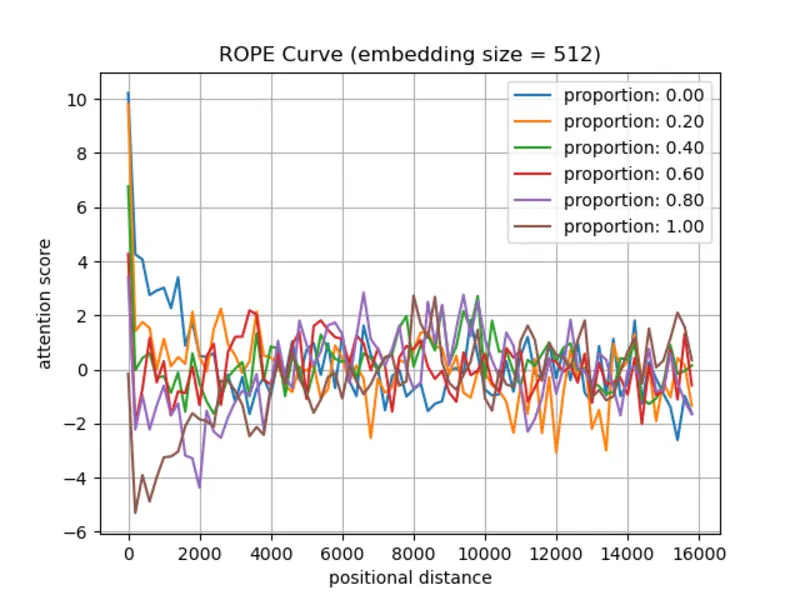 ROPE Curve (embedding size = 512)
proportion: 0.00
proportion: 0.20
proportion: 0.40
proportion: 0.60
proportion: 0.80
proportion: 1.00
attention score
10
8
6
4
2
0
−2
−4
−6
0 2000 4000 6000 8000 10000 12000 14000 16000
positional distance